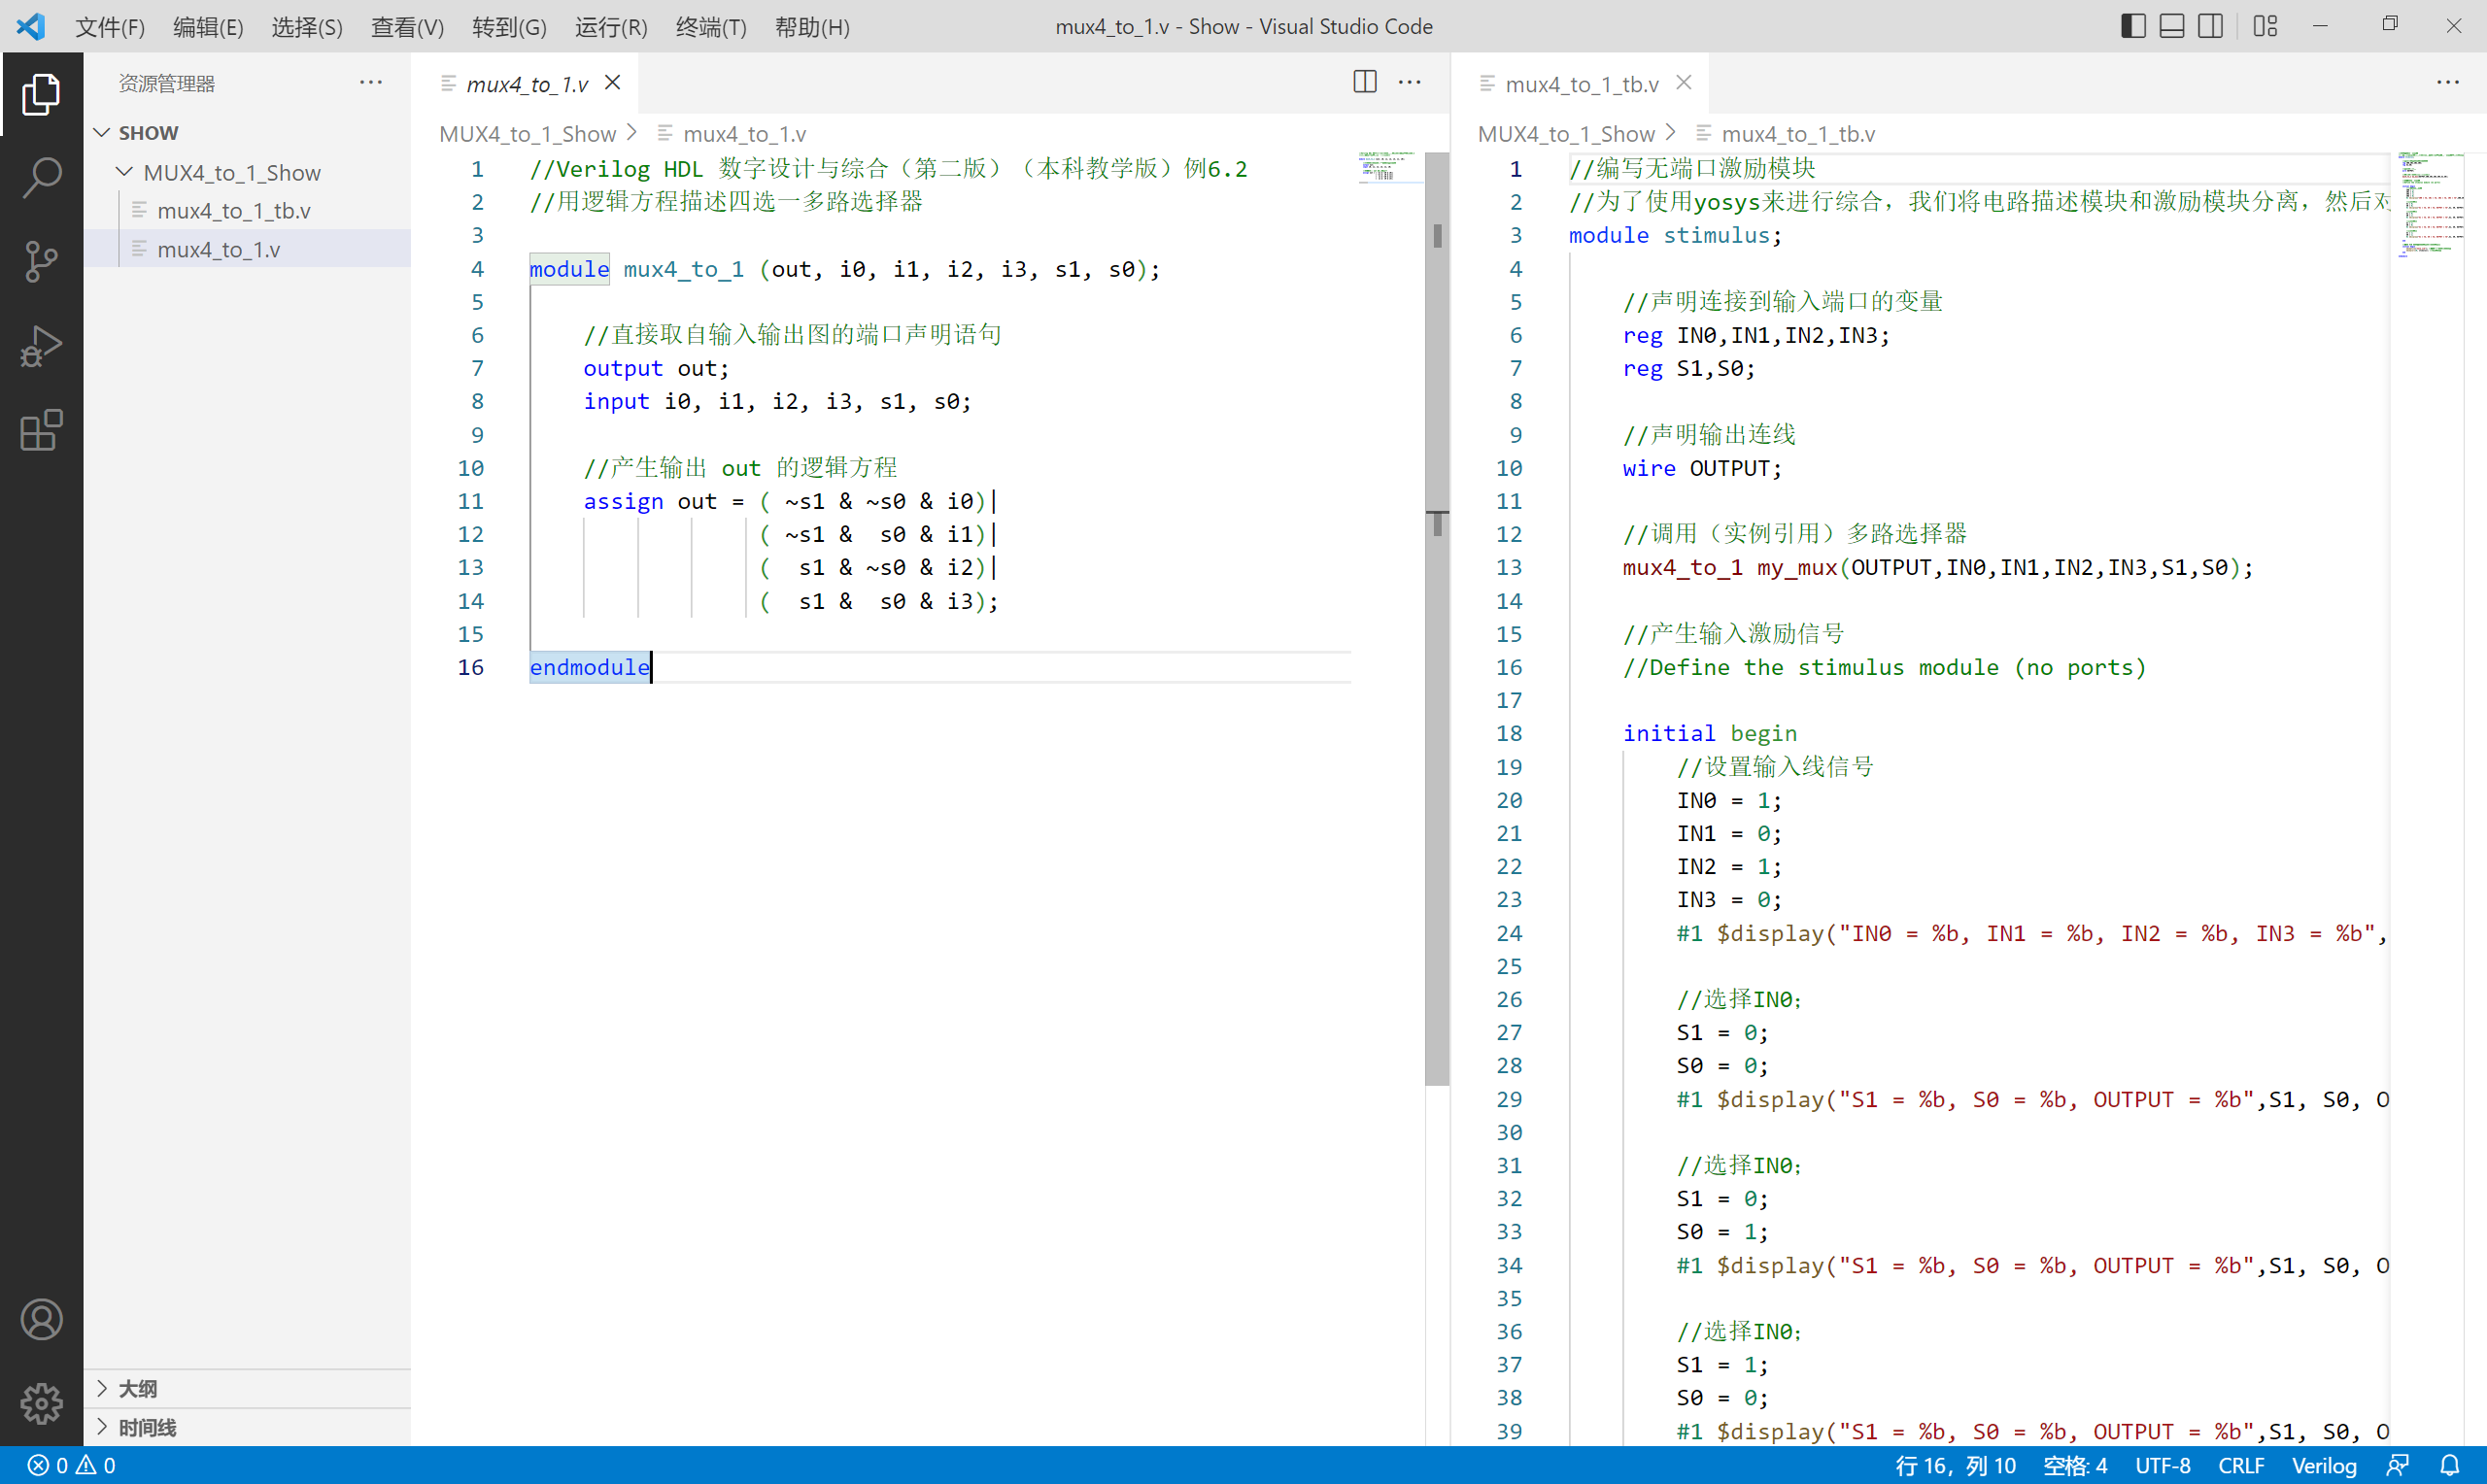 文件(F) 编辑(E) 选择(S) 查看(V) 转到(G) 运行(R) 终端(T) 帮助(H) mux4_to_1.v - Show - Visual Studio Code
资源管理器
SHOW
MUX4_to_1_Show
mux4_to_1_tb.v
mux4_to_1.v
大纲
时间线
mux4_to_1.v
MUX4_to_1_Show > mux4_to_1.v
1 //Verilog HDL 数字设计与综合（第二版）（本科教学版）例6.2
2 //用逻辑方程描述四选一多路选择器
3
4 module mux4_to_1 (out, i0, i1, i2, i3, s1, s0);
5
6 //直接取自输入输出图的端口声明语句
7 output out;
8 input i0, i1, i2, i3, s1, s0;
9
10 //产生输出 out 的逻辑方程
11 assign out = ( ~s1 & ~s0 & i0)|
12 ( ~s1 &  s0 & i1)|
13 (  s1 & ~s0 & i2)|
14 (  s1 &  s0 & i3);
15
16 endmodule
mux4_to_1_tb.v
MUX4_to_1_Show > mux4_to_1_tb.v
1 //编写无端口激励模块
2 //为了使用yosys来进行综合，我们将电路描述模块和激励模块分离，然后对
3 module stimulus;
4
5 //声明连接到输入端口的变量
6 reg IN0,IN1,IN2,IN3;
7 reg S1,S0;
8
9 //声明输出连线
10 wire OUTPUT;
11
12 //调用（实例引用）多路选择器
13 mux4_to_1 my_mux(OUTPUT,IN0,IN1,IN2,IN3,S1,S0);
14
15 //产生输入激励信号
16 //Define the stimulus module (no ports)
17
18 initial begin
19 //设置输入线信号
20 IN0 = 1;
21 IN1 = 0;
22 IN2 = 1;
23 IN3 = 0;
24 #1 $display("IN0 = %b, IN1 = %b, IN2 = %b, IN3 = %b",
25
26 //选择IN0；
27 S1 = 0;
28 S0 = 0;
29 #1 $display("S1 = %b, S0 = %b, OUTPUT = %b",S1, S0, O
30
31 //选择IN0；
32 S1 = 0;
33 S0 = 1;
34 #1 $display("S1 = %b, S0 = %b, OUTPUT = %b",S1, S0, O
35
36 //选择IN0；
37 S1 = 1;
38 S0 = 0;
39 #1 $display("S1 = %b, S0 = %b, OUTPUT = %b",S1, S0, O
0 0 行 16，列 10 空格: 4 UTF-8 CRLF Verilog